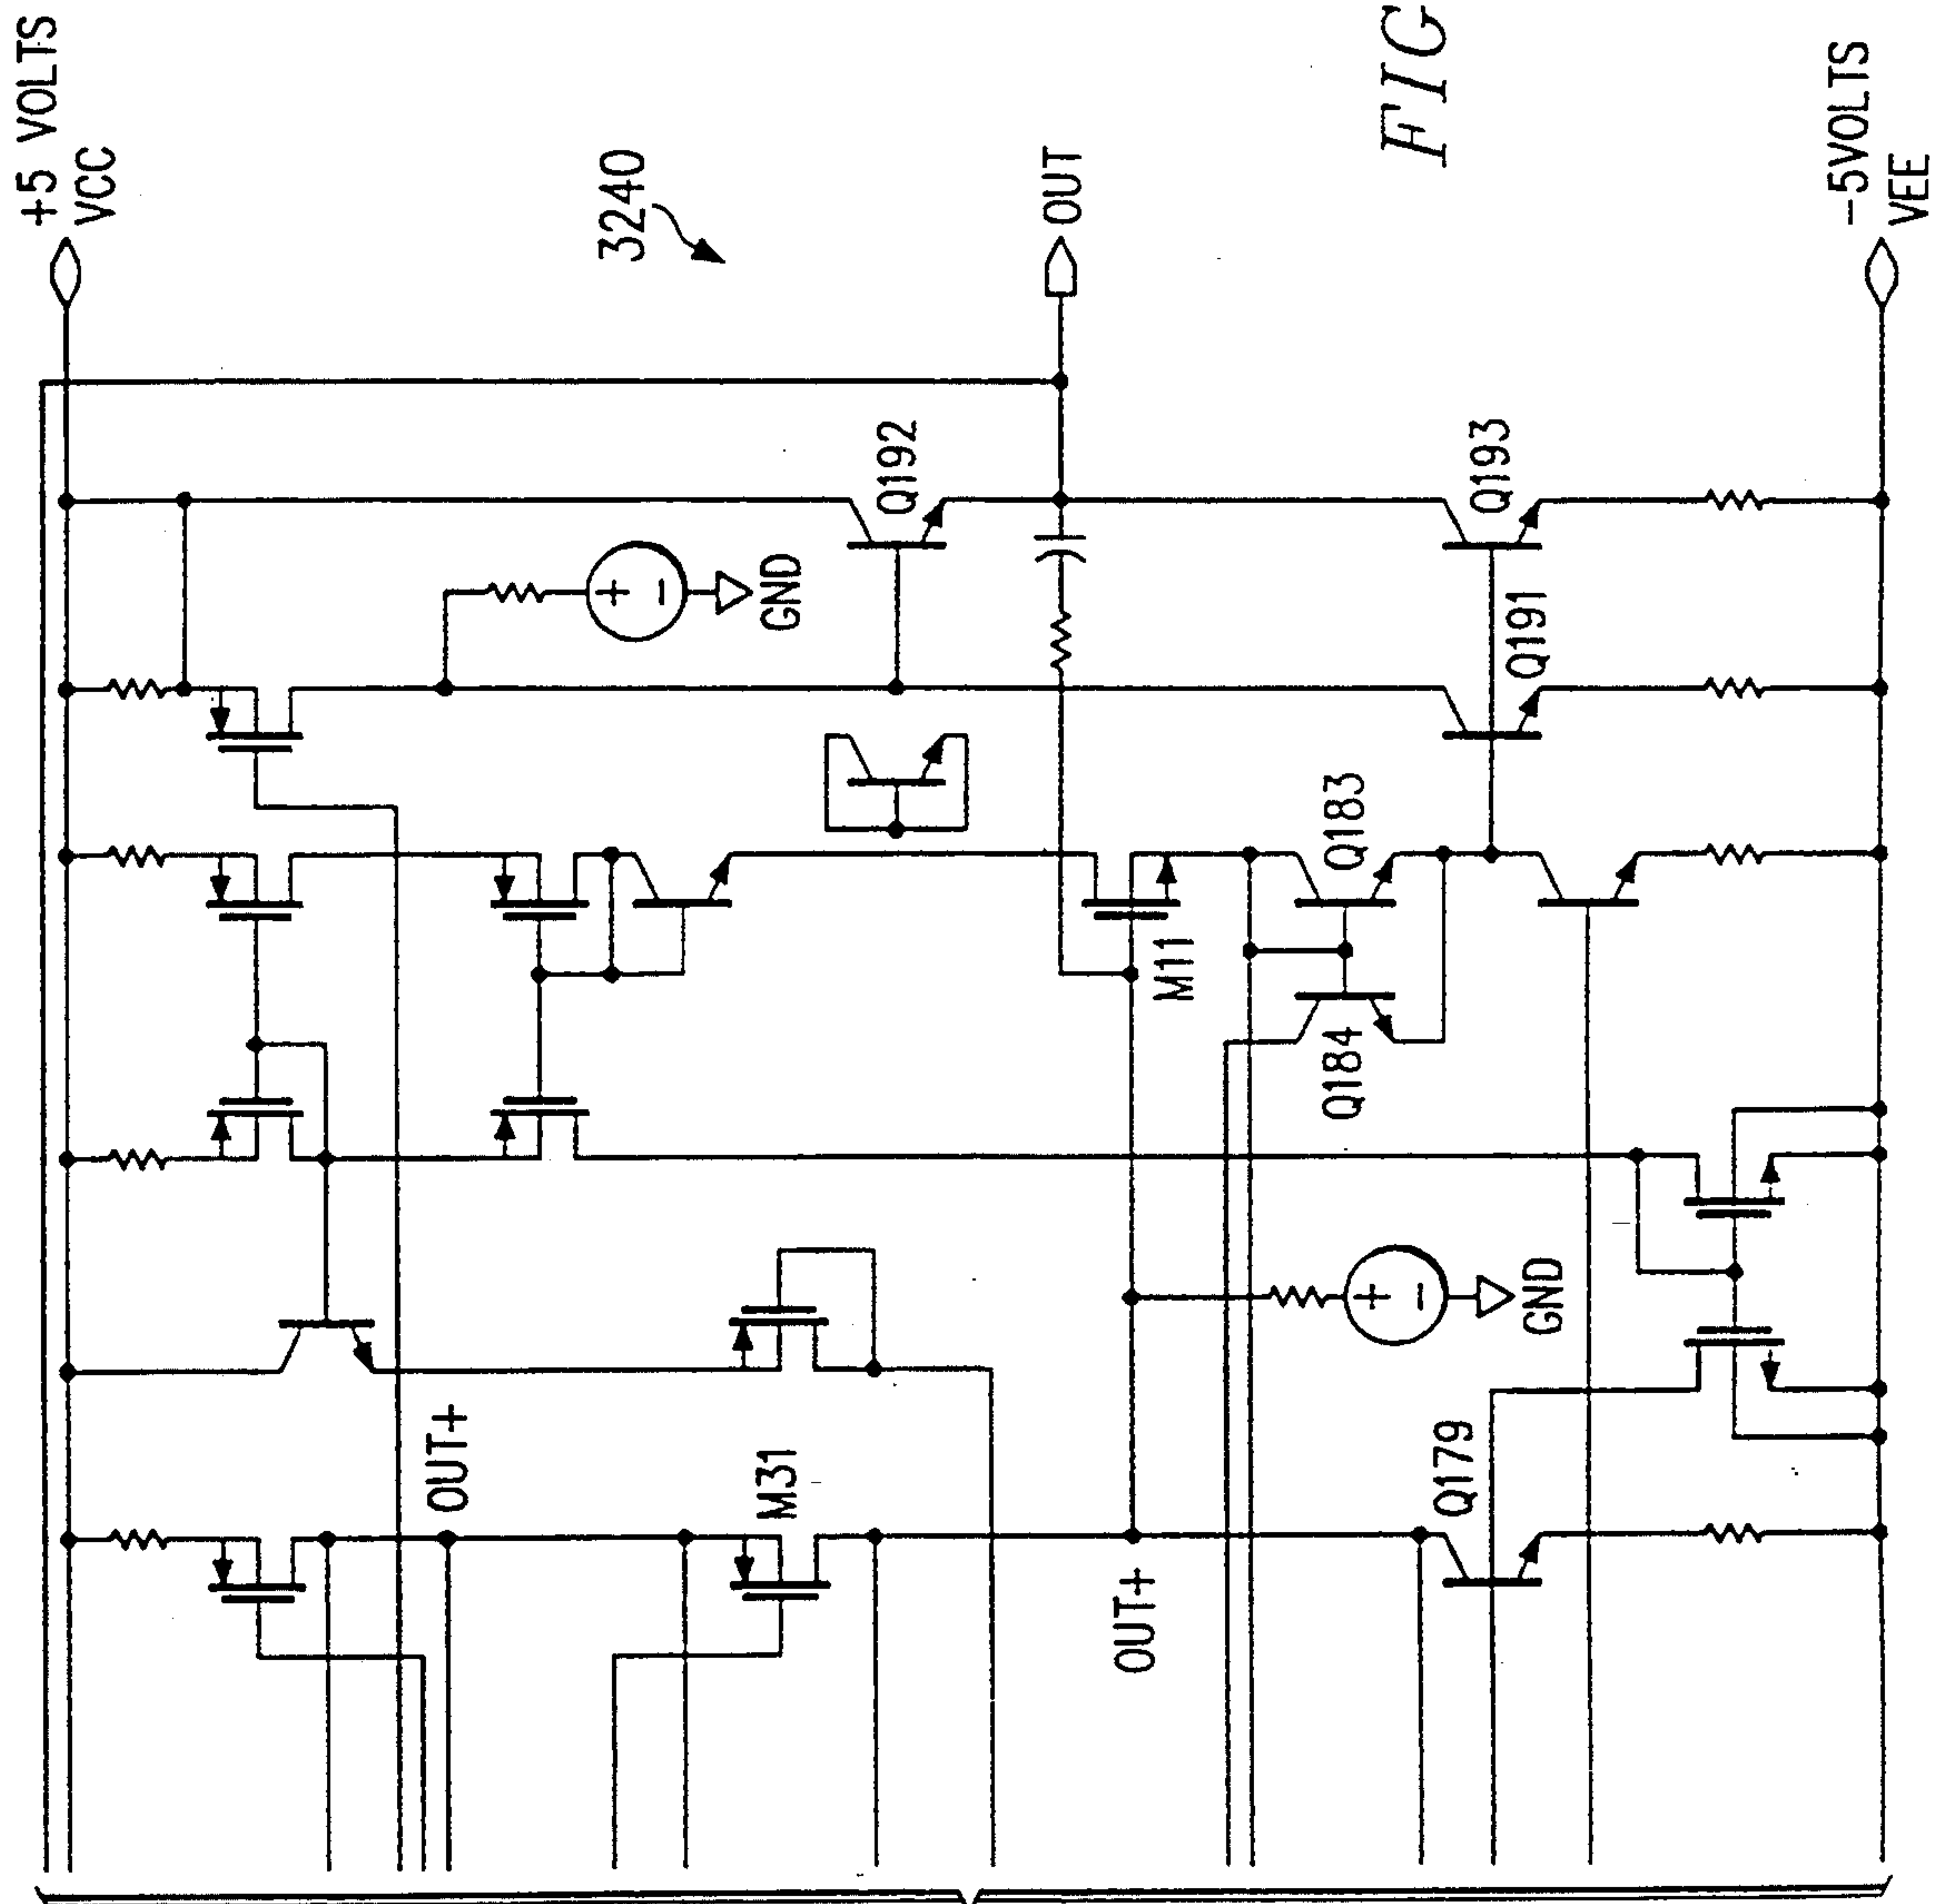 +5 VOLTS
VCC
3240
Q192
GND
OUT
FIG
Q193
Q191
Q183
M11
Q184
OUT+
M31
GND
OUT+
Q179
-5VOLTS
VEE